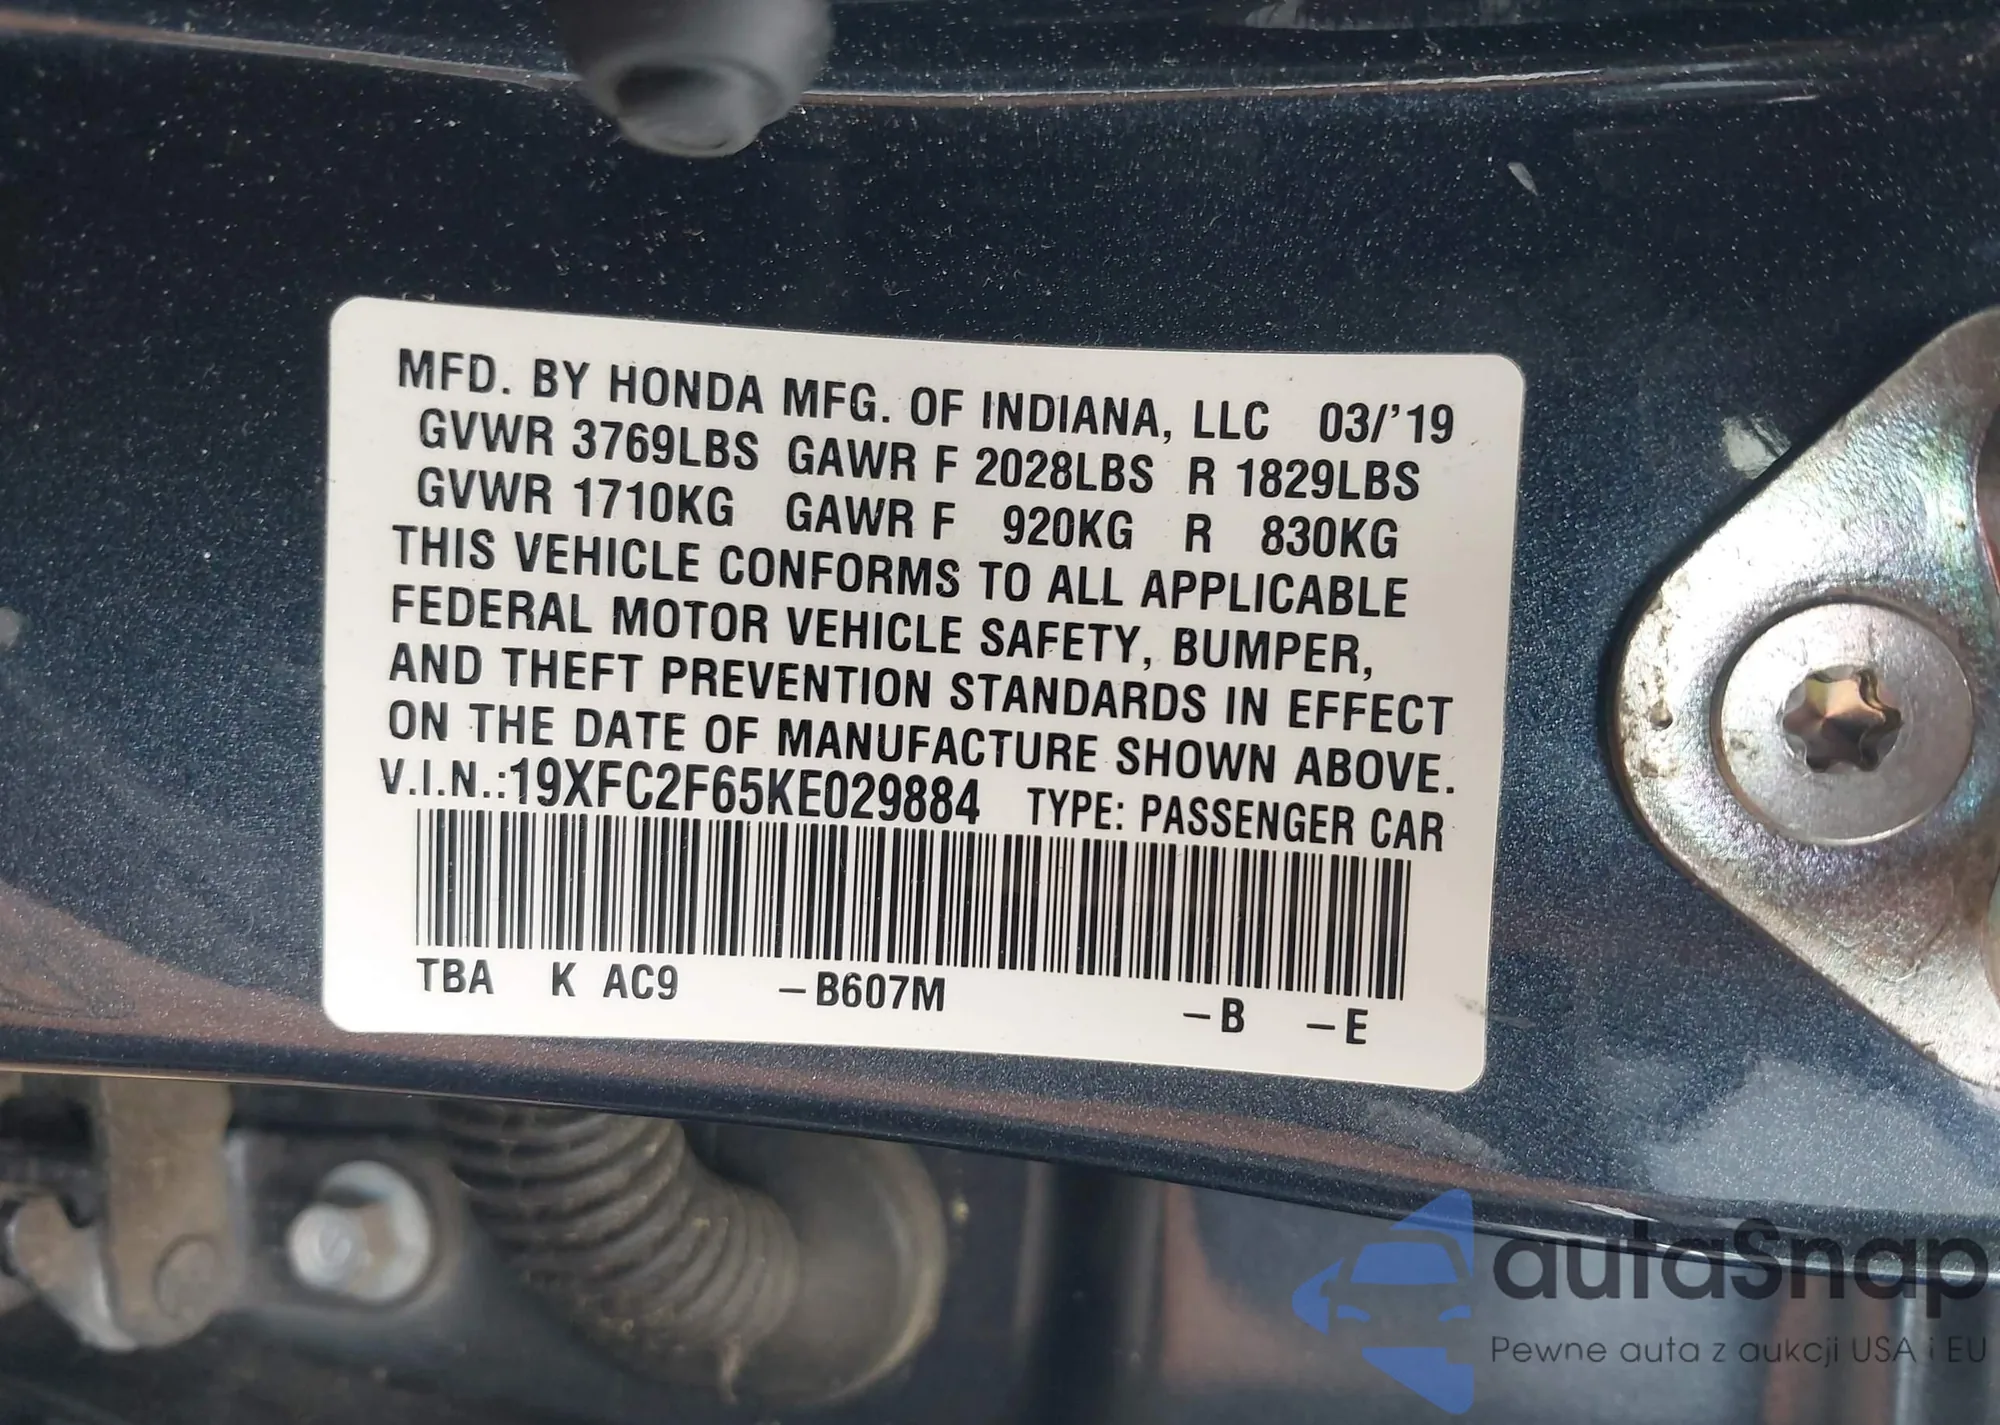 MFD. BY HONDA MFG. OF INDIANA, LLC 03/'19
GVWR 3769LBS GAWR F 2028LBS R 1829LBS
GVWR 1710KG GAWR F 920KG R 830KG
THIS VEHICLE CONFORMS TO ALL APPLICABLE
FEDERAL MOTOR VEHICLE SAFETY, BUMPER,
AND THEFT PREVENTION STANDARDS IN EFFECT
ON THE DATE OF MANUFACTURE SHOWN ABOVE.
V.I.N.:19XFC2F65KE029884 TYPE: PASSENGER CAR
TBA K AC9 –B607M –B –E
autaSnap
Pewne auta z aukcji USA i EU